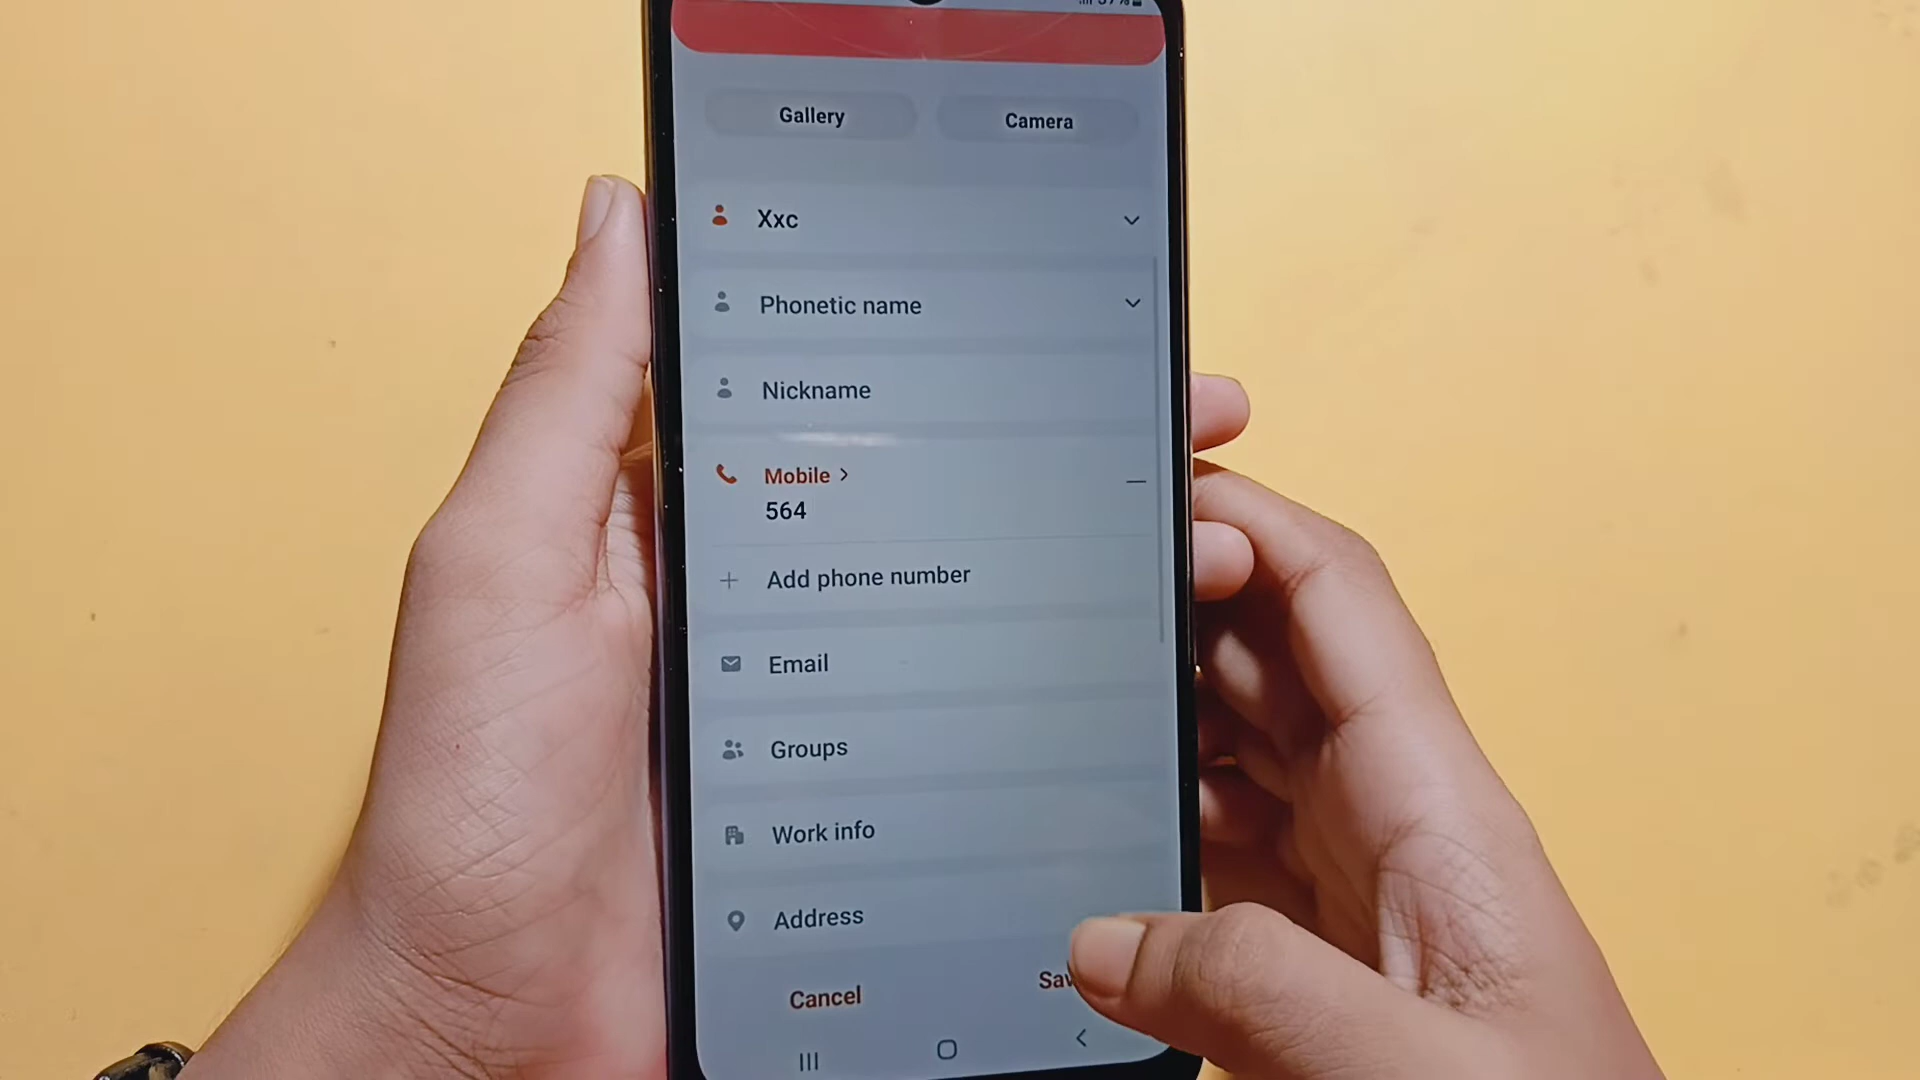 Gallery
Camera
Xxc
Phonetic name
Nickname
Mobile >
564
Add phone number
Email
Groups
Work info
Address
Cancel